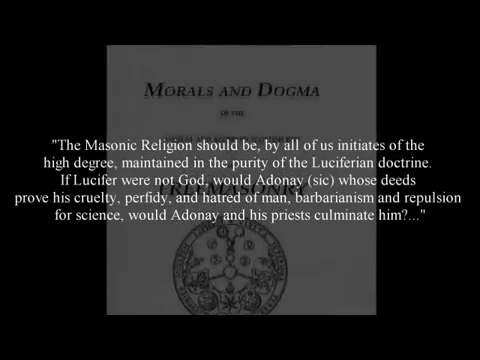 MORALS AND DOGMA
OF THE
"The Masonic Religion should be, by all of us initiates of the
high degree, maintained in the purity of the Luciferian doctrine.
If Lucifer were not God, would Adonay (sic) whose deeds
FREEMASONRY
prove his cruelty, perfidy, and hatred of man, barbarianism and repulsion
for science, would Adonay and his priests culminate him?..."